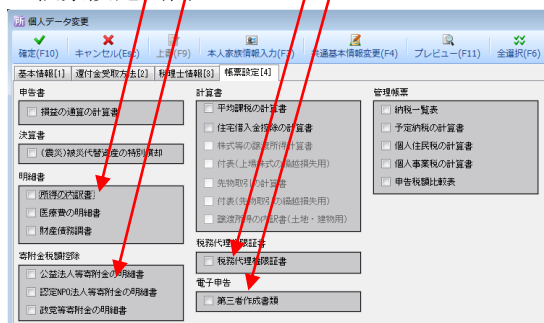 個人データ変更
確定(F10) キャンセル(Esc) 上書(F9) 本人家族情報入力(F3) 共通基本情報変更(F4) プレビュー(F11) 全選択(F6)
基本情報[1] 還付金受取方法[2] 税理士情報[3] 帳票設定[4]
申告書
損益の通算の計算書
決算書
(震災)被災代替資産の特別償却
明細書
所得の内訳書
医療費の明細書
財産債務調書
寄附金税額控除
公益法人等寄附金の明細書
認定NPO法人等寄附金の明細書
政党等寄附金の明細書
計算書
平均課税の計算書
住宅借入金控除の計算書
株式等の譲渡所得計算書
付表(上場株式の繰越損失用)
先物取引の計算書
付表(先物取引の繰越損失用)
譲渡所得の内訳書(土地・建物用)
税務代理権限証書
税務代理権限証書
電子申告
第三者作成書類
管理帳票
納税一覧表
予定納税の計算書
個人住民税の計算書
個人事業税の計算書
申告税額比較表